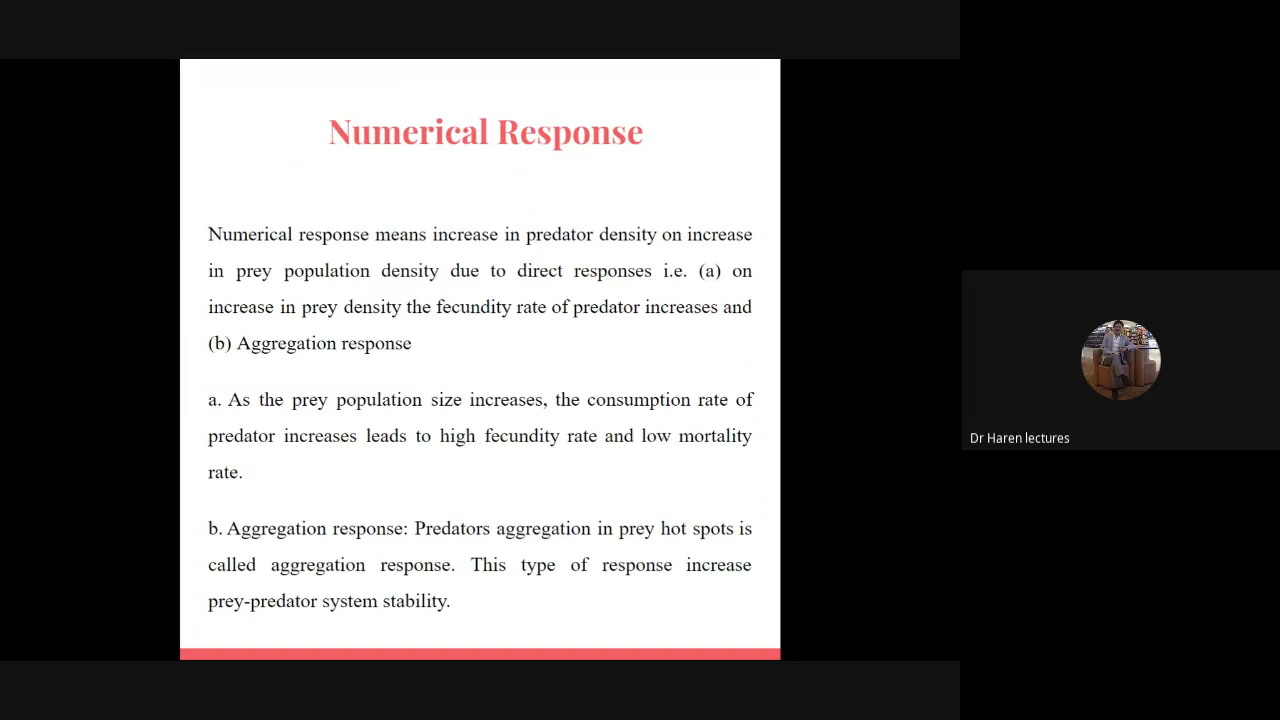 Numerical Response
Numerical response means increase in predator density on increase
in prey population density due to direct responses i.e. (a) on
increase in prey density the fecundity rate of predator increases and
(b) Aggregation response
a. As the prey population size increases, the consumption rate of
predator increases leads to high fecundity rate and low mortality
rate.
b. Aggregation response: Predators aggregation in prey hot spots is
called aggregation response. This type of response increase
prey-predator system stability.
Dr Haren lectures